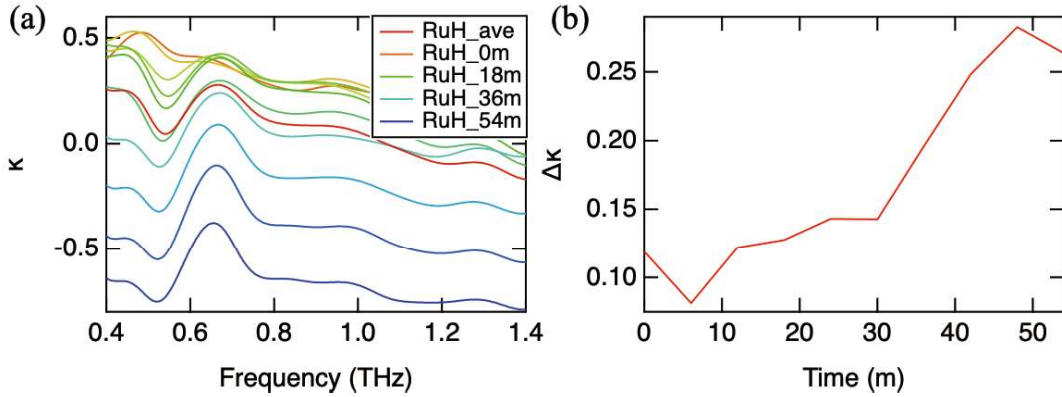 (a)
0.5
0.0
-0.5
κ
0.4
0.6
0.8
1.0
1.2
1.4
Frequency (THz)
RuH_ave
RuH_0m
RuH_18m
RuH_36m
RuH_54m
(b)
0.25
0.20
0.15
0.10
Δκ
0
10
20
30
40
50
Time (m)